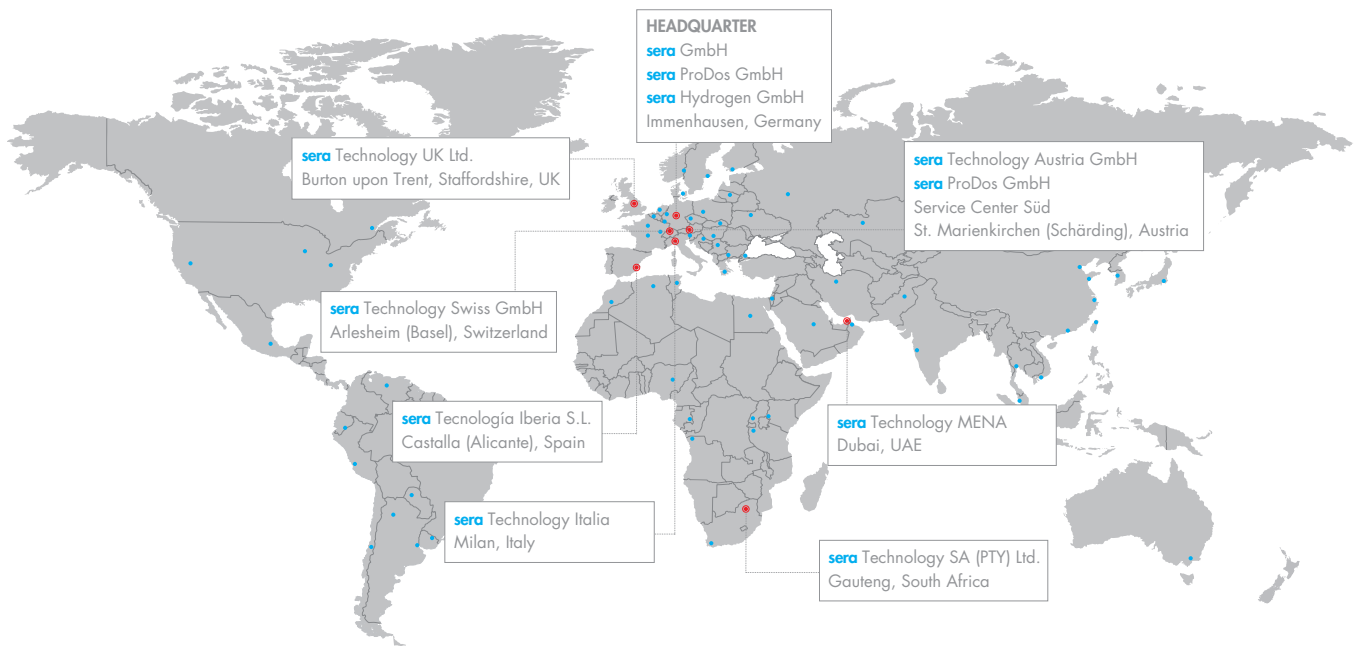 HEADQUARTER
sera GmbH
sera ProDos GmbH
sera Hydrogen GmbH
Immenhausen, Germany
sera Technology UK Ltd.
Burton upon Trent, Staffordshire, UK
sera Technology Austria GmbH
sera ProDos GmbH
Service Center Süd
St. Marienkirchen (Schärding), Austria
sera Technology Swiss GmbH
Arlesheim (Basel), Switzerland
sera Tecnología Iberia S.L.
Castalla (Alicante), Spain
sera Technology MENA
Dubai, UAE
sera Technology Italia
Milan, Italy
sera Technology SA (PTY) Ltd.
Gauteng, South Africa